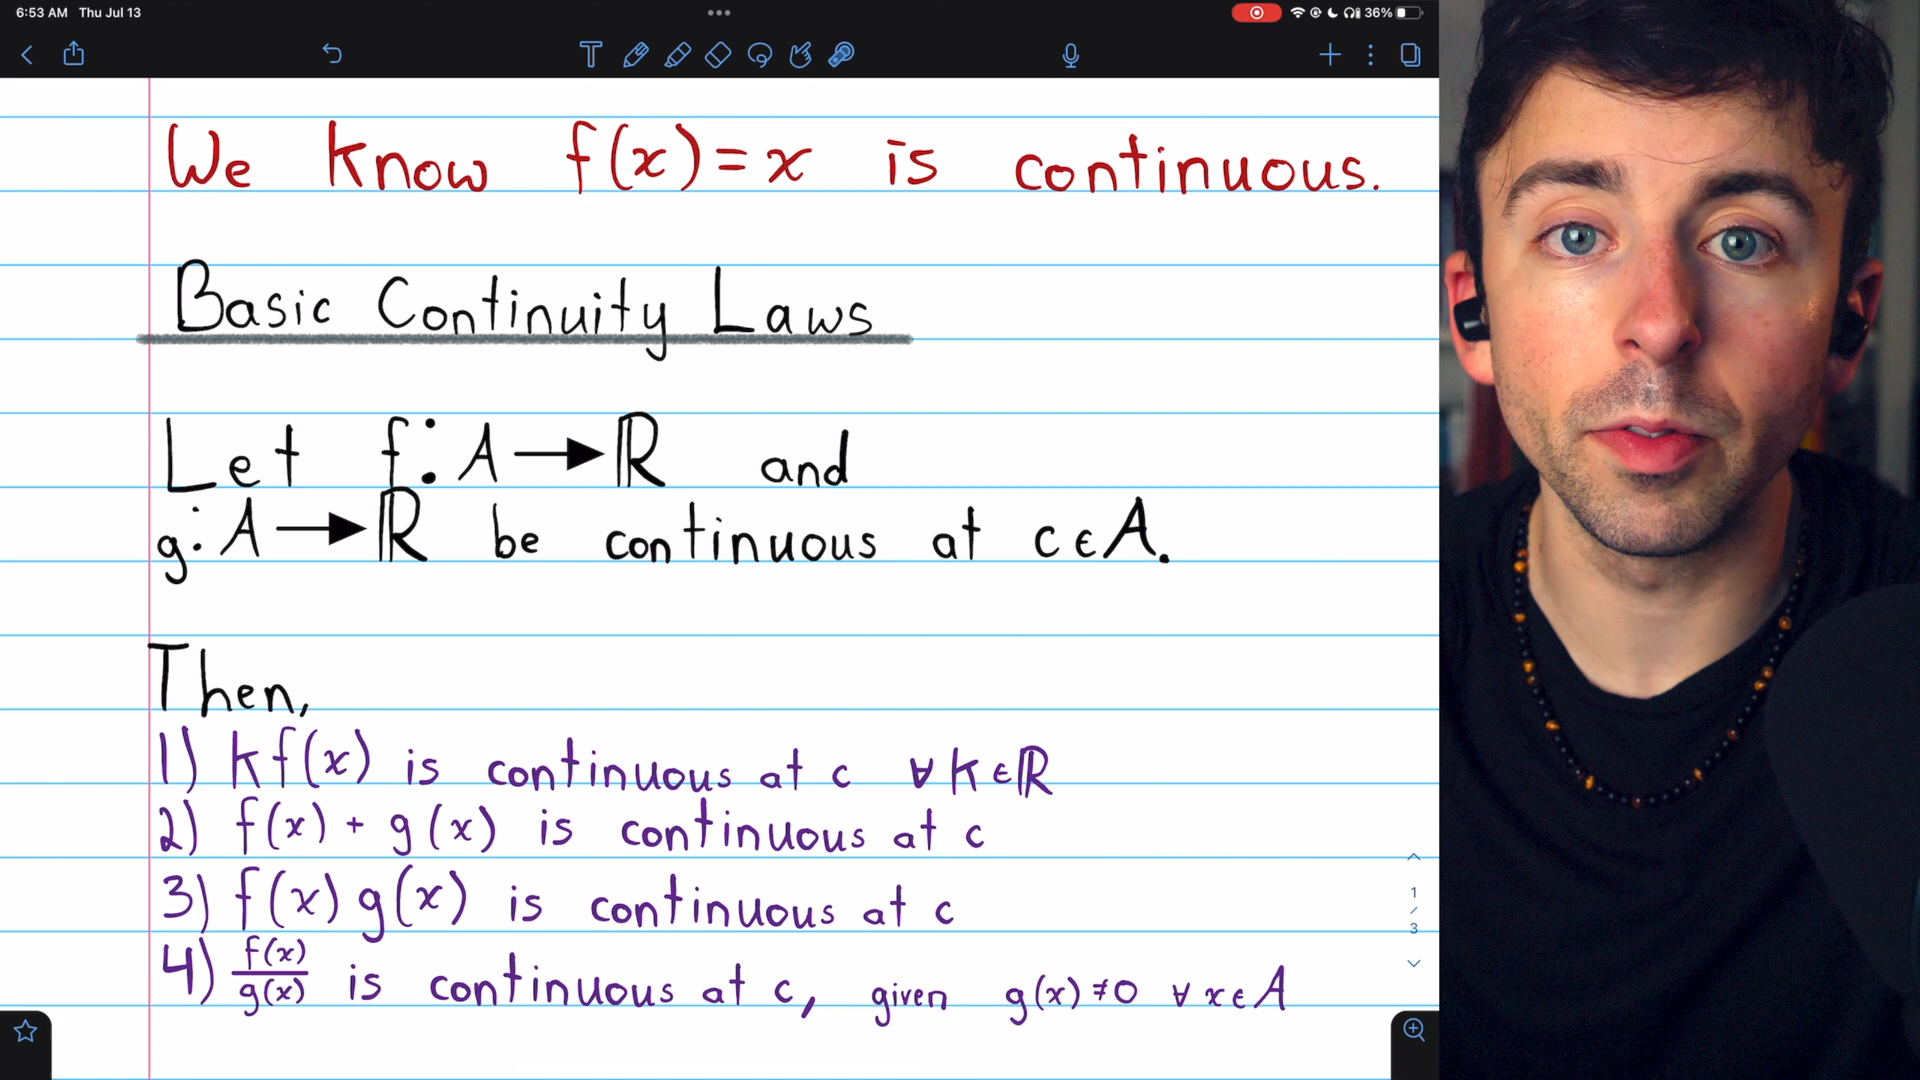 6:53 AM Thu Jul 13
36%
We know f(x)=x is continuous.
Basic Continuity Laws
Let f: A→ℝ and
g: A→ℝ be continuous at c∈A.
Then,
1) kf(x) is continuous at c ∀ k∈ℝ
2) f(x) + g(x) is continuous at c
3) f(x) g(x) is continuous at c
4) f(x)/g(x) is continuous at c, given g(x)≠0 ∀ x∈A
1
/
3